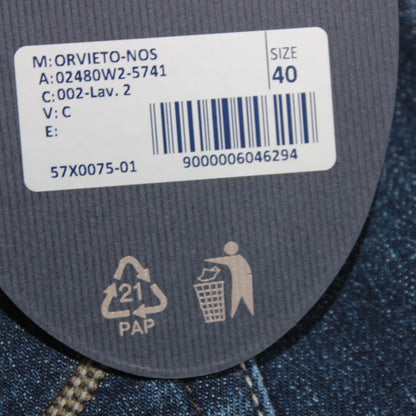 M: ORVIETO-NOS
A: 02480W2-5741
C: 002-Lav. 2
V: C
E:
SIZE
40
57X0075-01
9000006046294
21
PAP